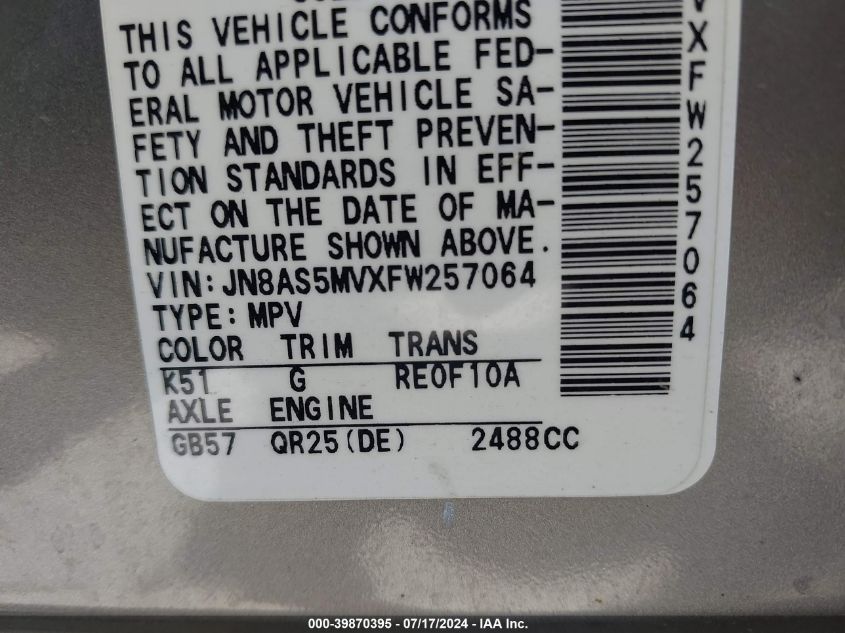 THIS VEHICLE CONFORMS
TO ALL APPLICABLE FED-
ERAL MOTOR VEHICLE SA-
FETY AND THEFT PREVEN-
TION STANDARDS IN EFF-
ECT ON THE DATE OF MA-
NUFACTURE SHOWN ABOVE.
VIN:JN8AS5MVXFW257064
TYPE:MPV
COLOR TRIM TRANS
K51 G RE0F10A
AXLE ENGINE
GB57 QR25(DE) 2488CC
VXFW257064
000-39870395 - 07/17/2024 - IAA Inc.